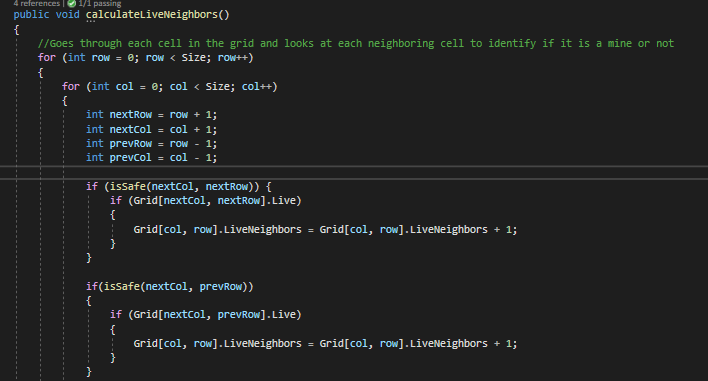 4 references | 1/1 passing
public void calculateLiveNeighbors()
{
//Goes through each cell in the grid and looks at each neighboring cell to identify if it is a mine or not
for (int row = 0; row < Size; row++)
{
for (int col = 0; col < Size; col++)
{
int nextRow = row + 1;
int nextCol = col + 1;
int prevRow = row - 1;
int prevCol = col - 1;
if (isSafe(nextCol, nextRow)) {
if (Grid[nextCol, nextRow].Live)
{
Grid[col, row].LiveNeighbors = Grid[col, row].LiveNeighbors + 1;
}
}
if(isSafe(nextCol, prevRow))
{
if (Grid[nextCol, prevRow].Live)
{
Grid[col, row].LiveNeighbors = Grid[col, row].LiveNeighbors + 1;
}
}